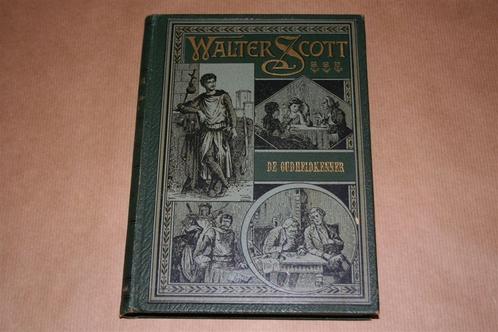 WALTER SCOTT
DE OUDHEIDKENNER